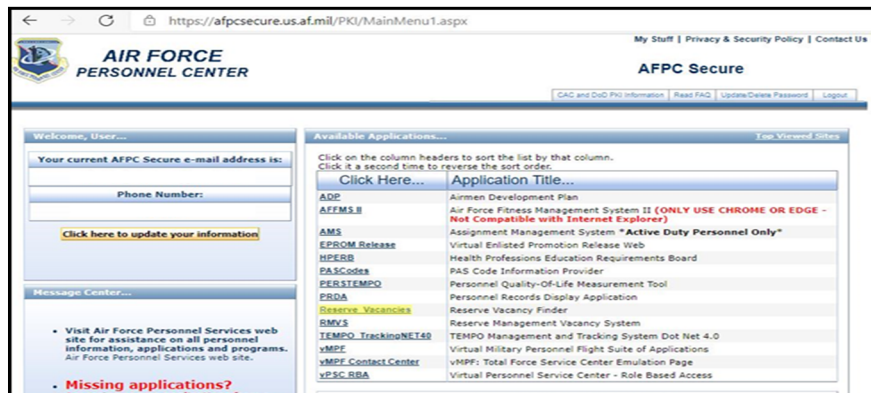 https://afpcsecure.us.af.mil/PKI/MainMenu1.aspx
My Stuff | Privacy & Security Policy | Contact Us
AIR FORCE
PERSONNEL CENTER
AFPC Secure
CAC and DoD PKI Information | Read FAQ | Update/Delete Password | Logout
Welcome, User...
Your current AFPC Secure e-mail address is:
Phone Number:
Click here to update your information
Message Center...
• Visit Air Force Personnel Services web
site for assistance on all personnel
information, applications and programs.
Air Force Personnel Services web site.
• Missing applications?
Available Applications...
Top Viewed Sites
Click on the column headers to sort the list by that column.
Click it a second time to reverse the sort order.
Click Here... Application Title...
ADP Airmen Development Plan
AFFMS II Air Force Fitness Management System II (ONLY USE CHROME OR EDGE -
Not Compatible with Internet Explorer)
AMS Assignment Management System *Active Duty Personnel Only*
EPROM Release Virtual Enlisted Promotion Release Web
HPERB Health Professions Education Requirements Board
PASCodes PAS Code Information Provider
PERSTEMPO Personnel Quality-Of-Life Measurement Tool
PRDA Personnel Records Display Application
Reserve Vacancies Reserve Vacancy Finder
RMVS Reserve Management Vacancy System
TEMPO TrackingNET40 TEMPO Management and Tracking System Dot Net 4.0
vMPF Virtual Military Personnel Flight Suite of Applications
vMPF Contact Center vMPF: Total Force Service Center Emulation Page
vPSC RBA Virtual Personnel Service Center - Role Based Access